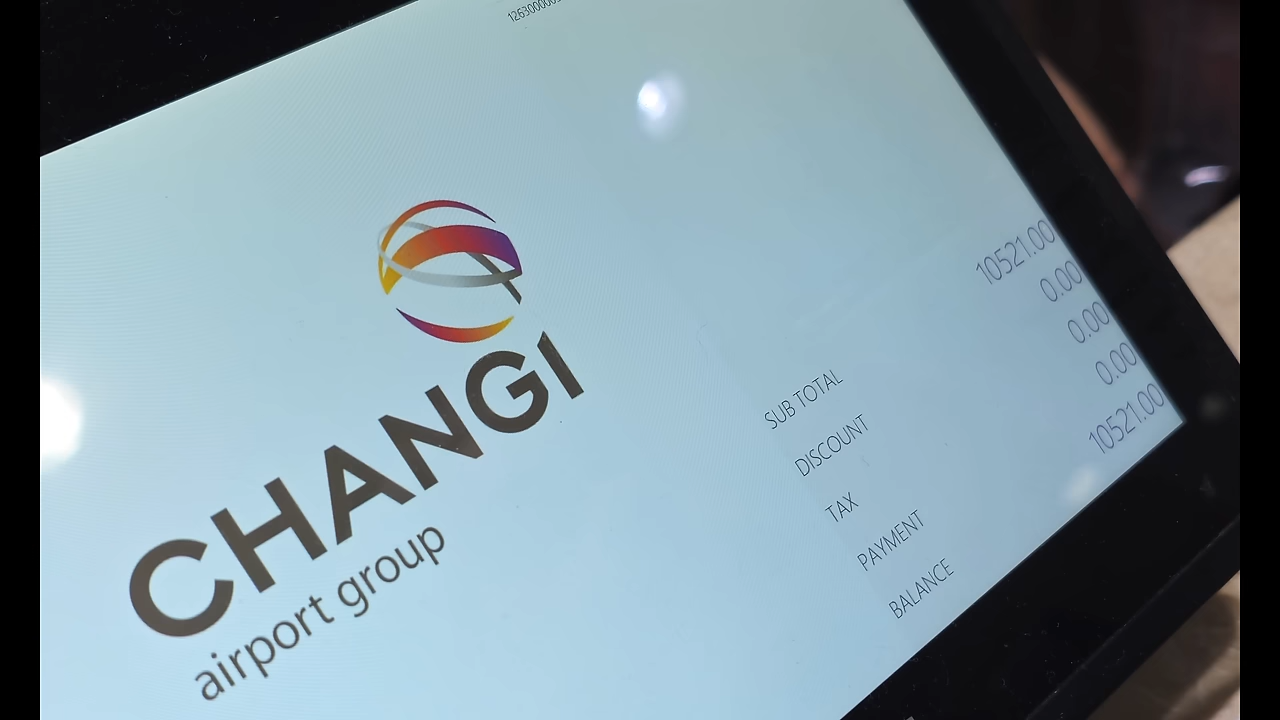 CHANGI
airport group
SUB TOTAL 10521.00
DISCOUNT 0.00
TAX 0.00
PAYMENT 0.00
BALANCE 10521.00